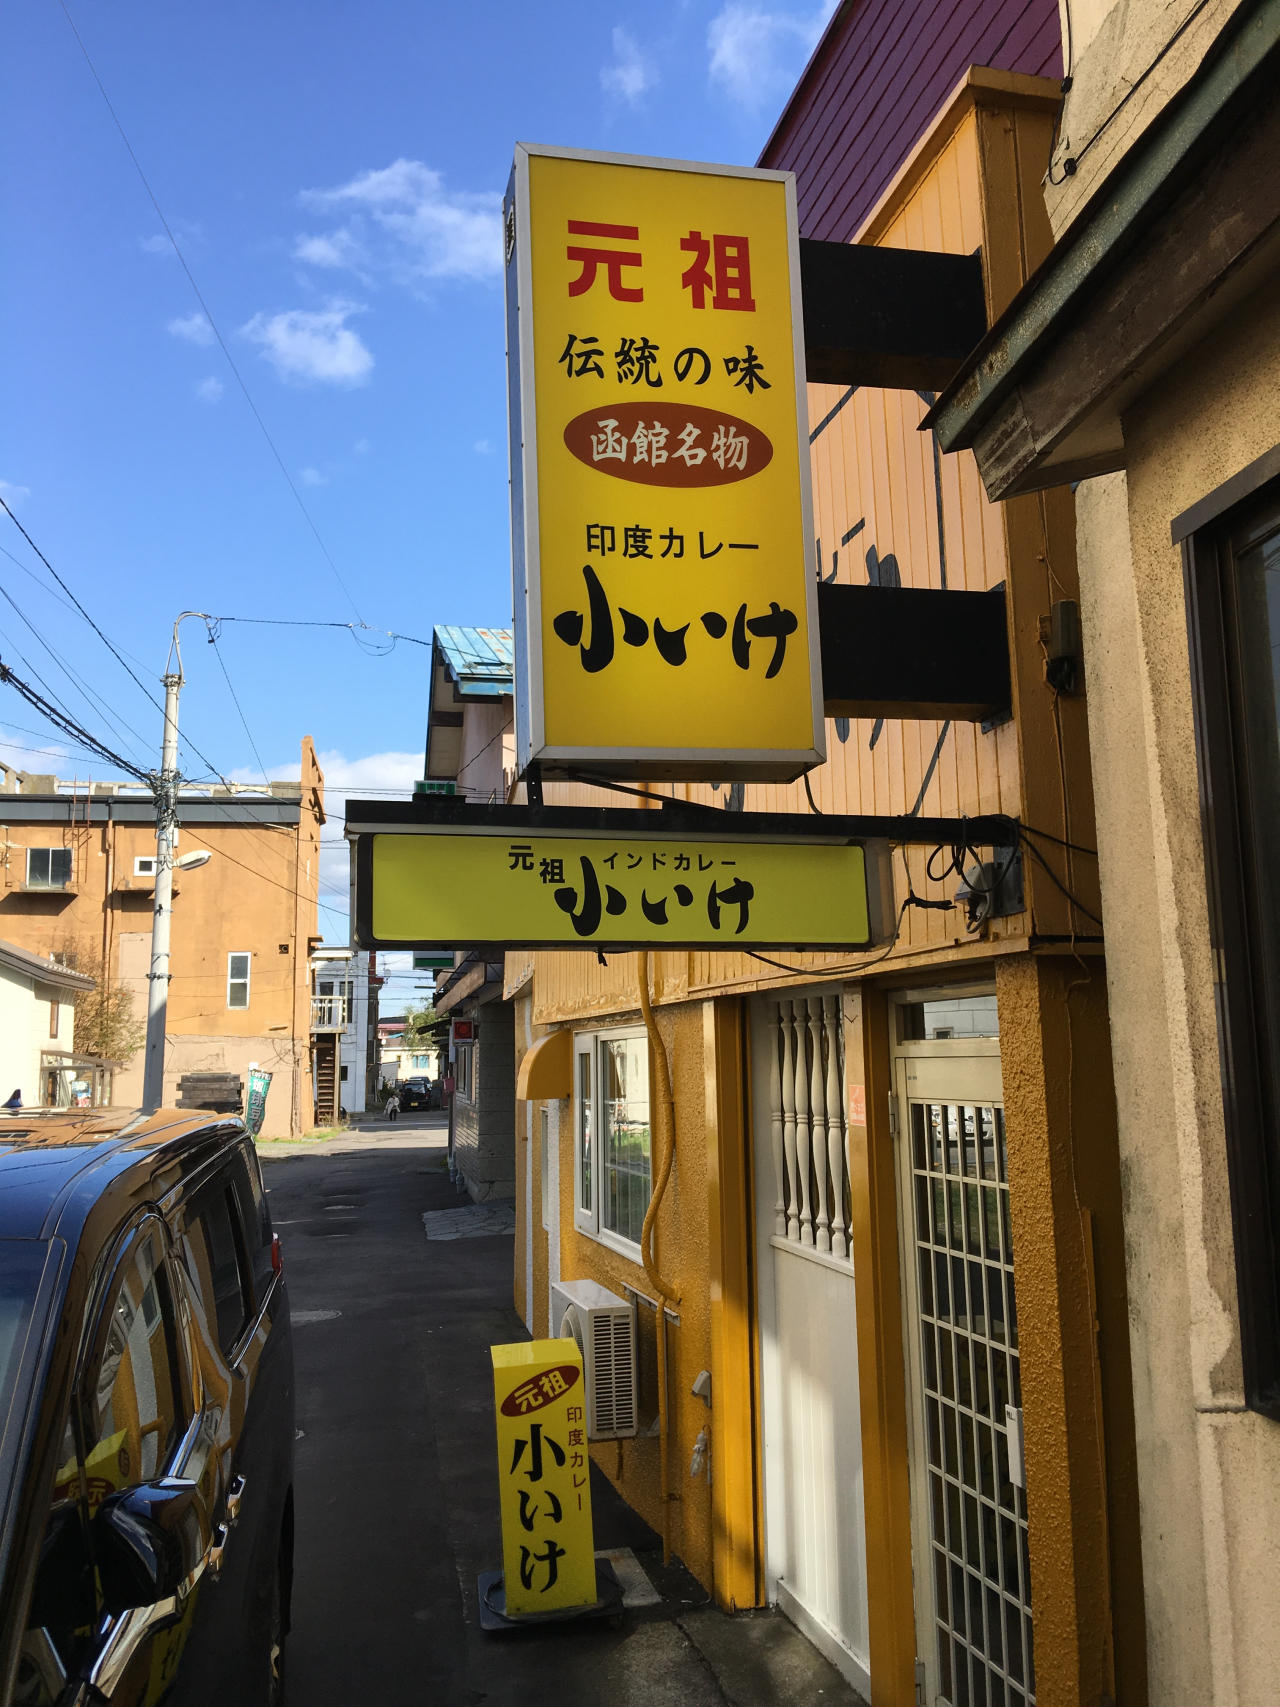 元祖
伝統の味
函館名物
印度カレー
小いけ
元祖
インドカレー
小いけ
元祖
印度カレー
小いけ